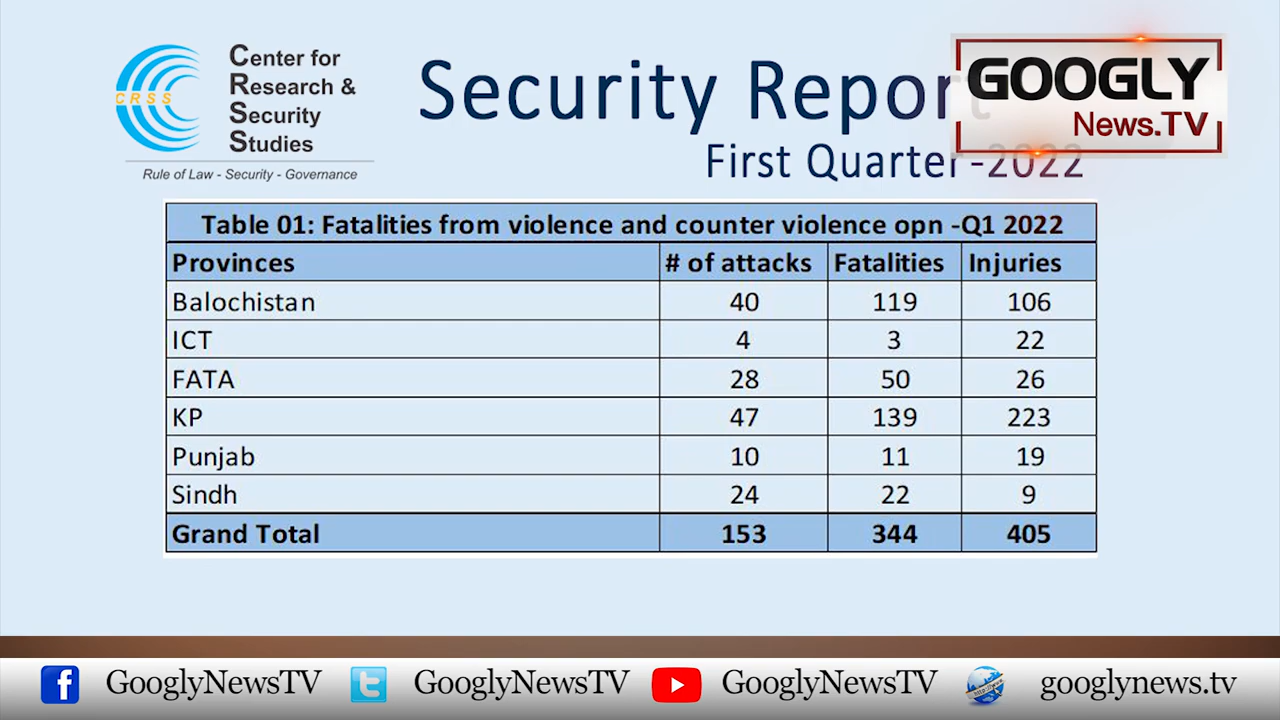 Center for
Research &
Security
Studies
CRSS
Rule of Law - Security - Governance
Security Report
First Quarter-2022
GOOGLY
News.TV
Table 01: Fatalities from violence and counter violence opn -Q1 2022
Provinces # of attacks Fatalities Injuries
Balochistan 40 119 106
ICT 4 3 22
FATA 28 50 26
KP 47 139 223
Punjab 10 11 19
Sindh 24 22 9
Grand Total 153 344 405
GooglyNewsTV GooglyNewsTV GooglyNewsTV googlynews.tv